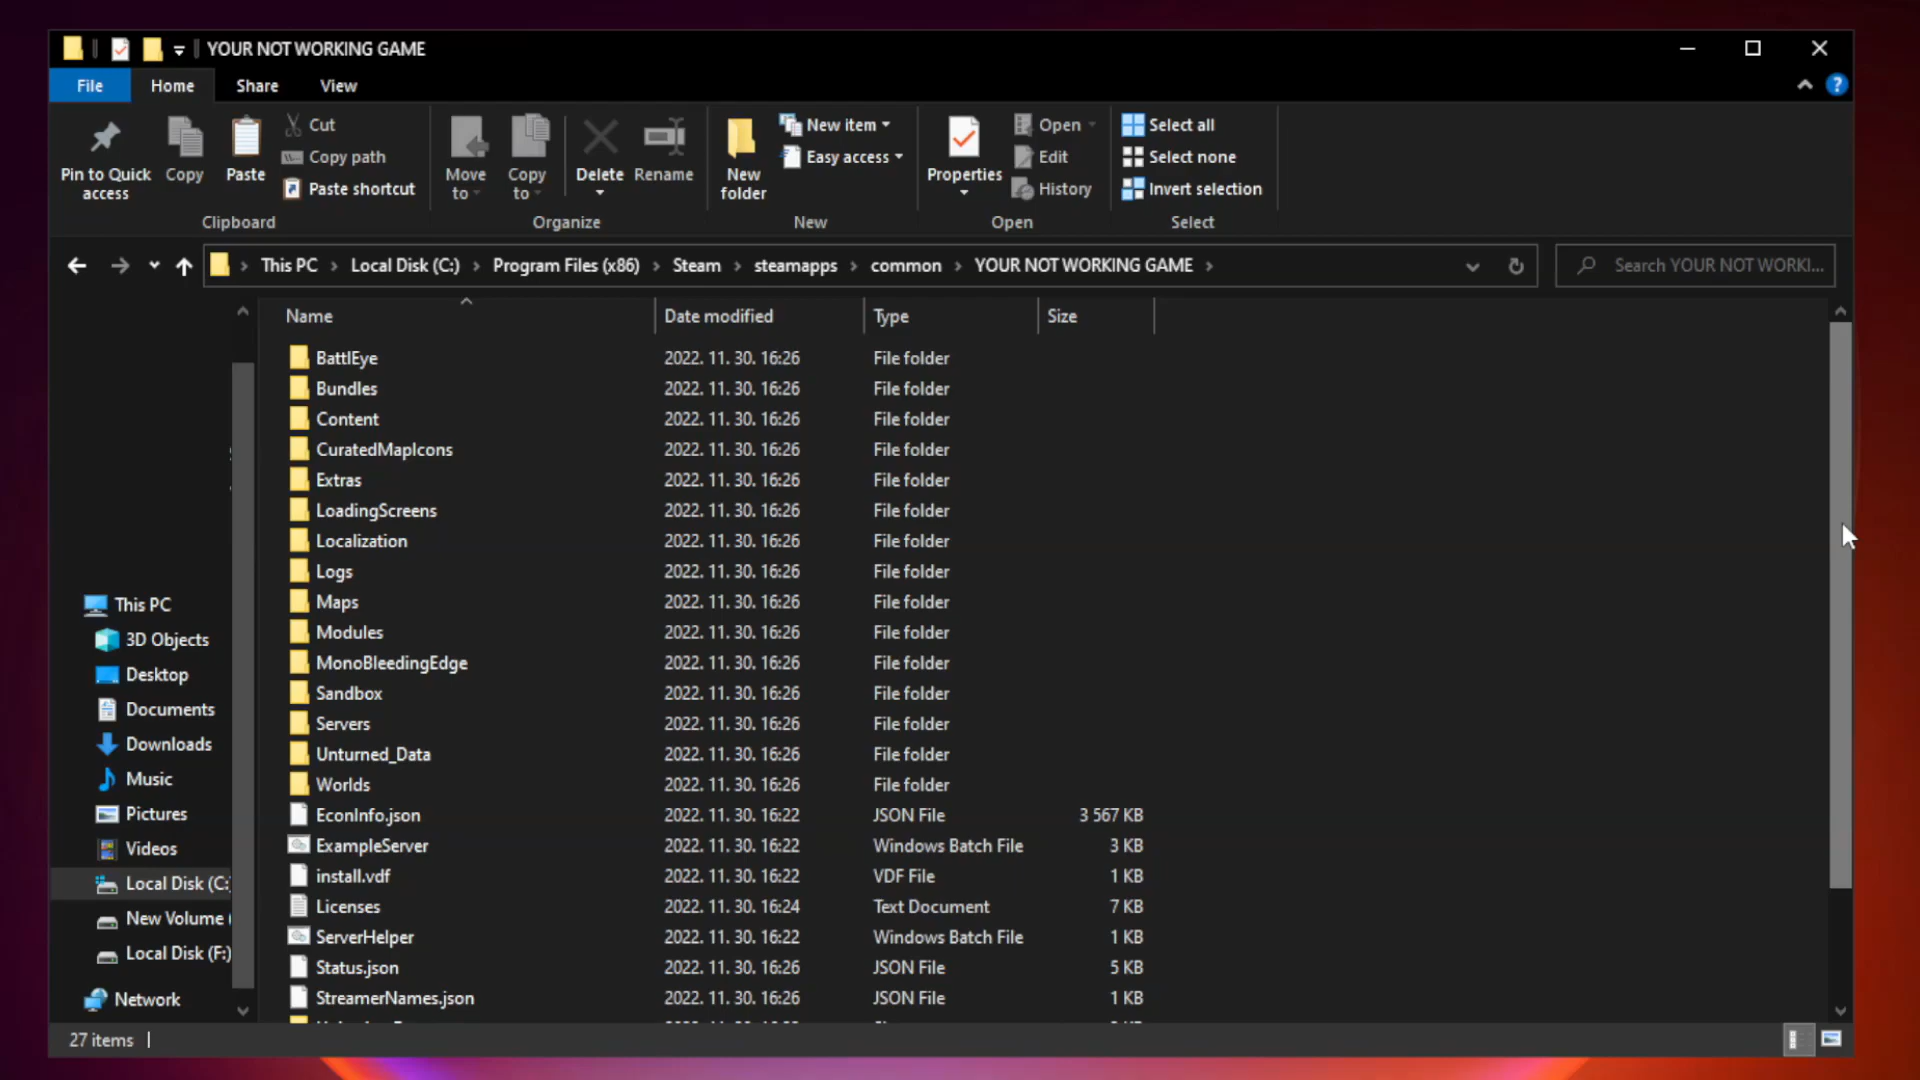 YOUR NOT WORKING GAME
File Home Share View
Pin to Quick access
Copy
Paste
Cut
Copy path
Paste shortcut
Clipboard
Move to
Copy to
Delete
Rename
Organize
New folder
New item
Easy access
New
Properties
Open
Edit
History
Open
Select all
Select none
Invert selection
Select
This PC Local Disk (C:) Program Files (x86) Steam steamapps common YOUR NOT WORKING GAME
Search YOUR NOT WORKI...
This PC
3D Objects
Desktop
Documents
Downloads
Music
Pictures
Videos
Local Disk (C:
New Volume (
Local Disk (F:)
Network
Name Date modified Type Size
BattlEye 2022. 11. 30. 16:26 File folder
Bundles 2022. 11. 30. 16:26 File folder
Content 2022. 11. 30. 16:26 File folder
CuratedMapIcons 2022. 11. 30. 16:26 File folder
Extras 2022. 11. 30. 16:26 File folder
LoadingScreens 2022. 11. 30. 16:26 File folder
Localization 2022. 11. 30. 16:26 File folder
Logs 2022. 11. 30. 16:26 File folder
Maps 2022. 11. 30. 16:26 File folder
Modules 2022. 11. 30. 16:26 File folder
MonoBleedingEdge 2022. 11. 30. 16:26 File folder
Sandbox 2022. 11. 30. 16:26 File folder
Servers 2022. 11. 30. 16:26 File folder
Unturned_Data 2022. 11. 30. 16:26 File folder
Worlds 2022. 11. 30. 16:26 File folder
EconInfo.json 2022. 11. 30. 16:22 JSON File 3 567 KB
ExampleServer 2022. 11. 30. 16:22 Windows Batch File 3 KB
install.vdf 2022. 11. 30. 16:22 VDF File 1 KB
Licenses 2022. 11. 30. 16:24 Text Document 7 KB
ServerHelper 2022. 11. 30. 16:22 Windows Batch File 1 KB
Status.json 2022. 11. 30. 16:26 JSON File 5 KB
StreamerNames.json 2022. 11. 30. 16:26 JSON File 1 KB
27 items